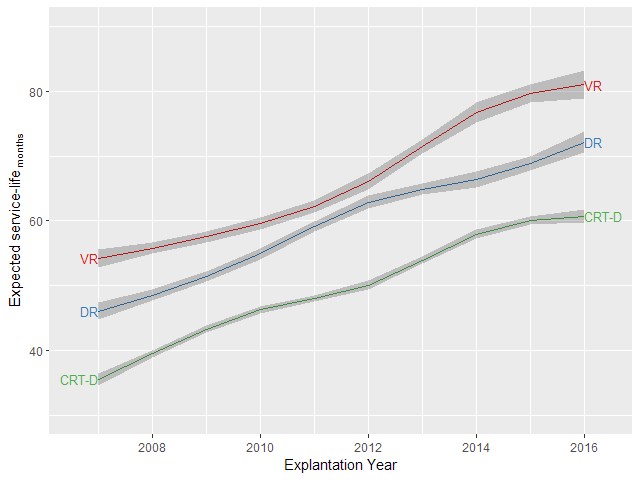 80
60
40
VR
DR
CRT-D
VR
DR
CRT-D
2008
2010
2012
2014
2016
Explantation Year
Expected service-life months